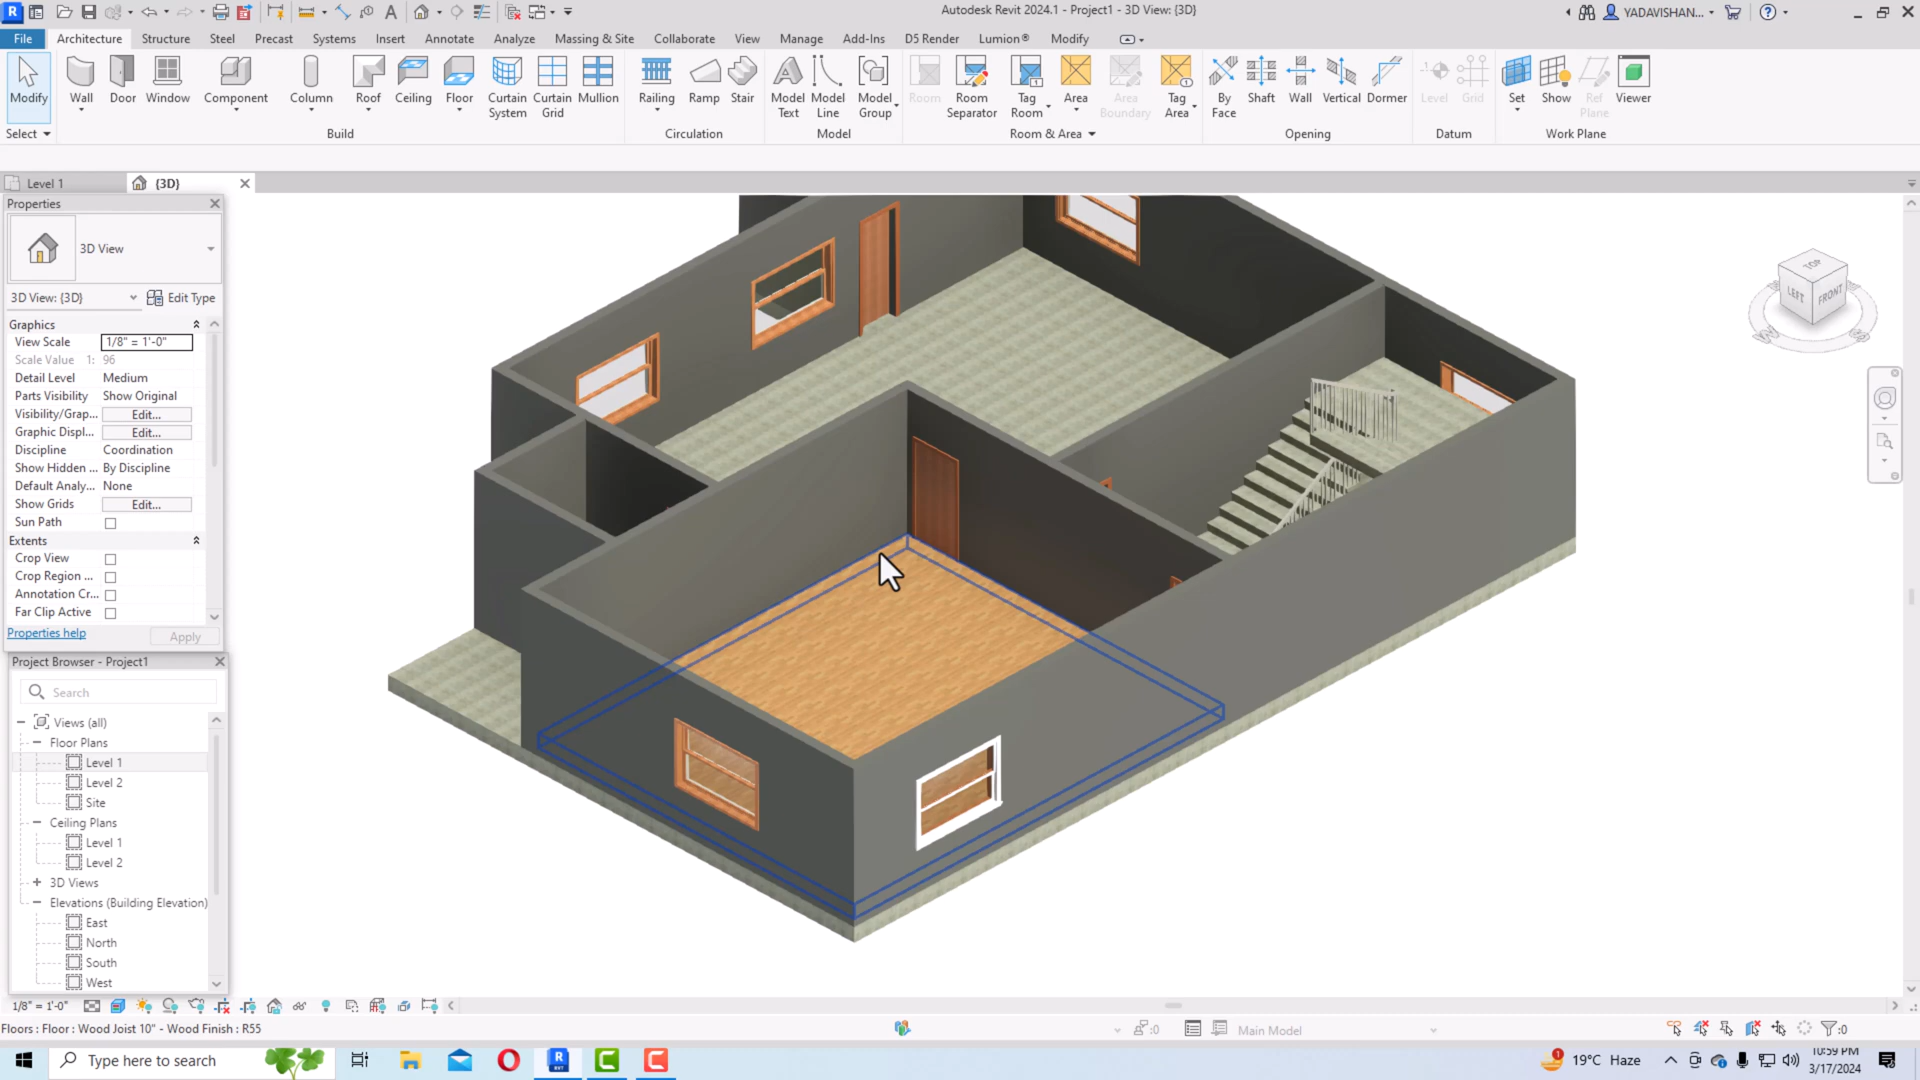 Autodesk Revit 2024.1 - Project1 - 3D View: {3D}
YADAVISHAN...
File Architecture Structure Steel Precast Systems Insert Annotate Analyze Massing & Site Collaborate View Manage Add-Ins D5 Render Lumion® Modify
Modify Wall Door Window Component Column Roof Ceiling Floor Curtain System Curtain Grid Mullion Railing Ramp Stair Model Text Model Line Model Group Room Room Separator Tag Room Area Area Boundary Tag Area By Face Shaft Wall Vertical Dormer Level Grid Set Show Ref Plane Viewer
Select Build Circulation Model Room & Area Opening Datum Work Plane
Level 1 {3D}
Properties
3D View
3D View: {3D} Edit Type
Graphics
View Scale 1/8" = 1'-0"
Scale Value 1: 96
Detail Level Medium
Parts Visibility Show Original
Visibility/Grap... Edit...
Graphic Displ... Edit...
Discipline Coordination
Show Hidden ... By Discipline
Default Analy... None
Show Grids Edit...
Sun Path
Extents
Crop View
Crop Region ...
Annotation Cr...
Far Clip Active
Properties help Apply
Project Browser - Project1
Search
Views (all)
Floor Plans
Level 1
Level 2
Site
Ceiling Plans
Level 1
Level 2
3D Views
Elevations (Building Elevation)
East
North
South
West
TOP
LEFT FRONT
W S
1/8" = 1'-0"
Floors : Floor : Wood Joist 10" - Wood Finish : R55
:0 Main Model :0
Type here to search
1 19°C Haze
10:59 PM
3/17/2024